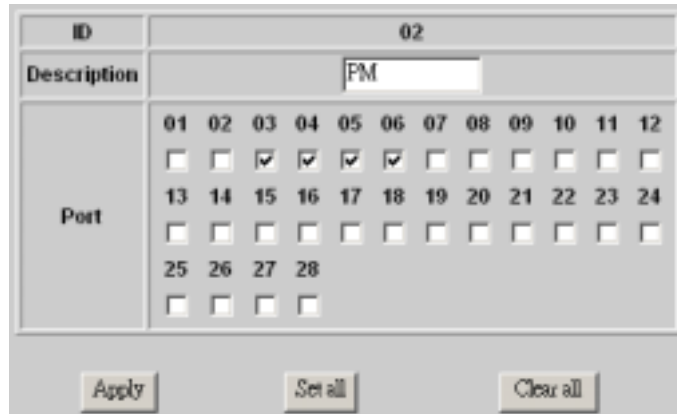 ID 02
Description PM
01 02 03 04 05 06 07 08 09 10 11 12
13 14 15 16 17 18 19 20 21 22 23 24
Port
25 26 27 28
Apply Set all Clear all